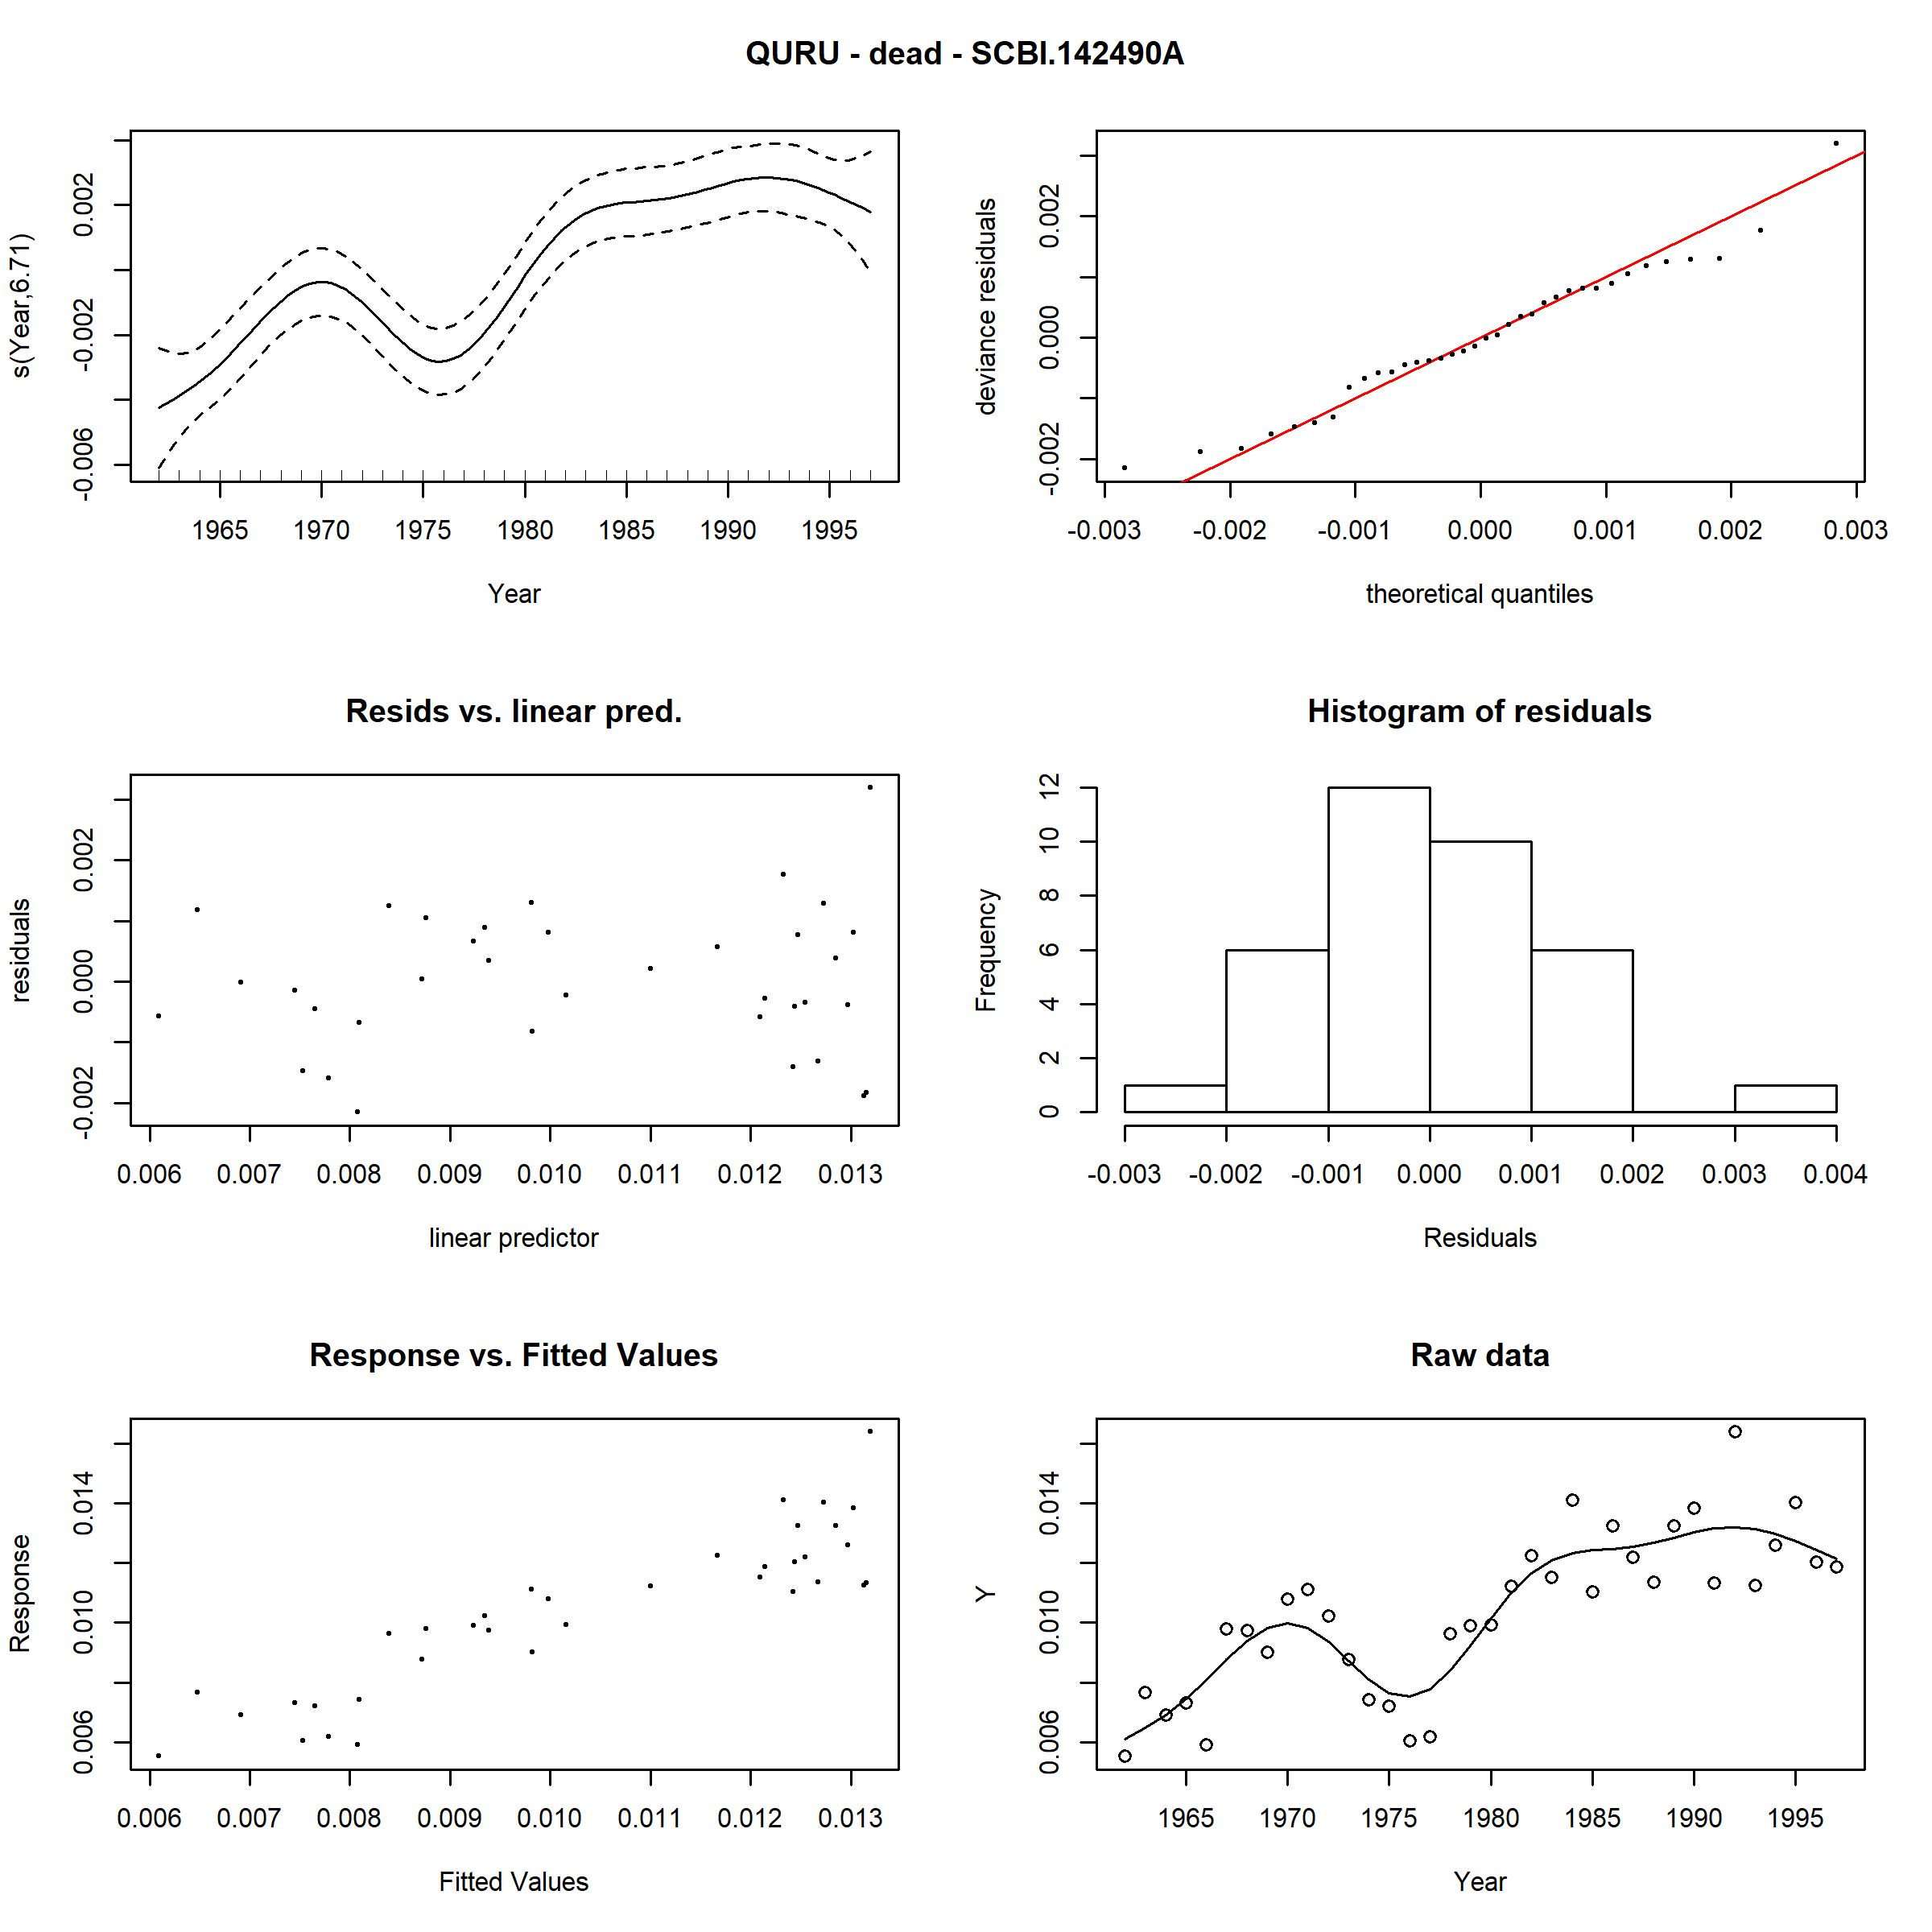 QURU - dead - SCBI.142490A
s(Year,6.71)
-0.006 -0.002 0.002
1965 1970 1975 1980 1985 1990 1995
Year
deviance residuals
-0.002 0.000 0.002
-0.003 -0.002 -0.001 0.000 0.001 0.002 0.003
theoretical quantiles
Resids vs. linear pred.
residuals
-0.002 0.000 0.002
0.006 0.007 0.008 0.009 0.010 0.011 0.012 0.013
linear predictor
Histogram of residuals
Frequency
0 2 4 6 8 10 12
-0.003 -0.002 -0.001 0.000 0.001 0.002 0.003 0.004
Residuals
Response vs. Fitted Values
Response
0.006 0.010 0.014
0.006 0.007 0.008 0.009 0.010 0.011 0.012 0.013
Fitted Values
Raw data
Y
0.006 0.010 0.014
1965 1970 1975 1980 1985 1990 1995
Year